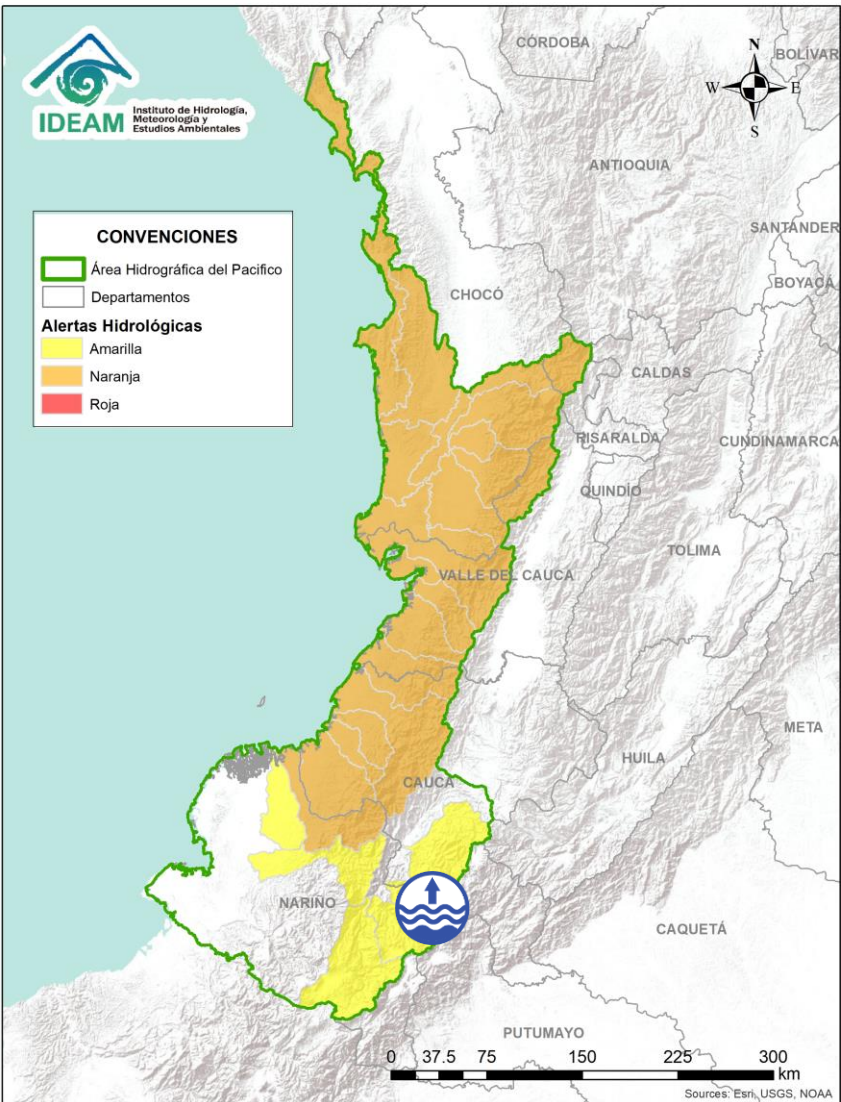 IDEAM
Instituto de Hidrología,
Meteorología y
Estudios Ambientales
N
W
E
S
CONVENCIONES
Área Hidrográfica del Pacifico
Departamentos
Alertas Hidrológicas
Amarilla
Naranja
Roja
CÓRDOBA
BOLÍVAR
ANTIOQUIA
SANTANDER
BOYACÁ
CHOCÓ
CALDAS
RISARALDA
CUNDINAMARCA
QUINDÍO
TOLIMA
VALLE DEL CAUCA
META
HUILA
CAUCA
NARIÑO
CAQUETÁ
PUTUMAYO
0 37.5 75 150 225 300
km
Sources: Esri, USGS, NOAA